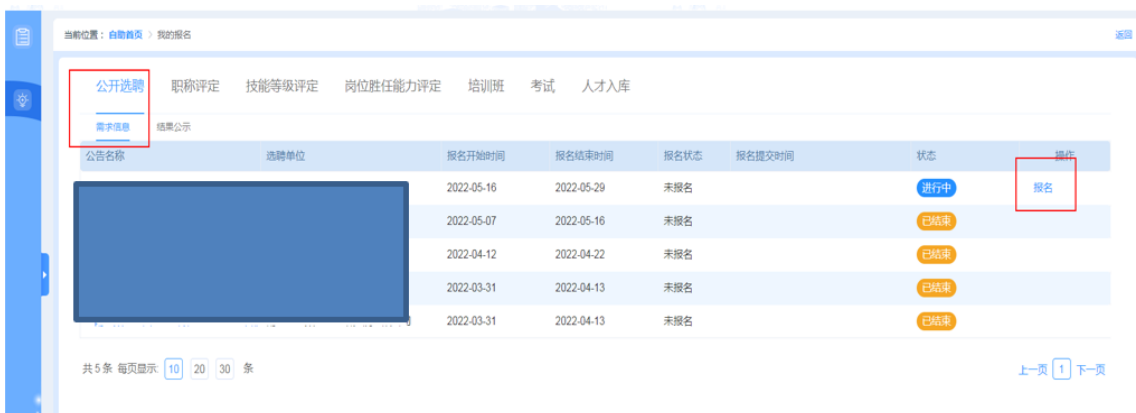 当前位置：自助首页 > 我的报名 返回
公开选聘 职称评定 技能等级评定 岗位胜任能力评定 培训班 考试 人才入库
需求信息 结果公示
公告名称 选聘单位 报名开始时间 报名结束时间 报名状态 报名提交时间 状态 操作
2022-05-16 2022-05-29 未报名 进行中 报名
2022-05-07 2022-05-16 未报名 已结束
2022-04-12 2022-04-22 未报名 已结束
2022-03-31 2022-04-13 未报名 已结束
2022-03-31 2022-04-13 未报名 已结束
共5条 每页显示 10 20 30 条 上一页 1 下一页